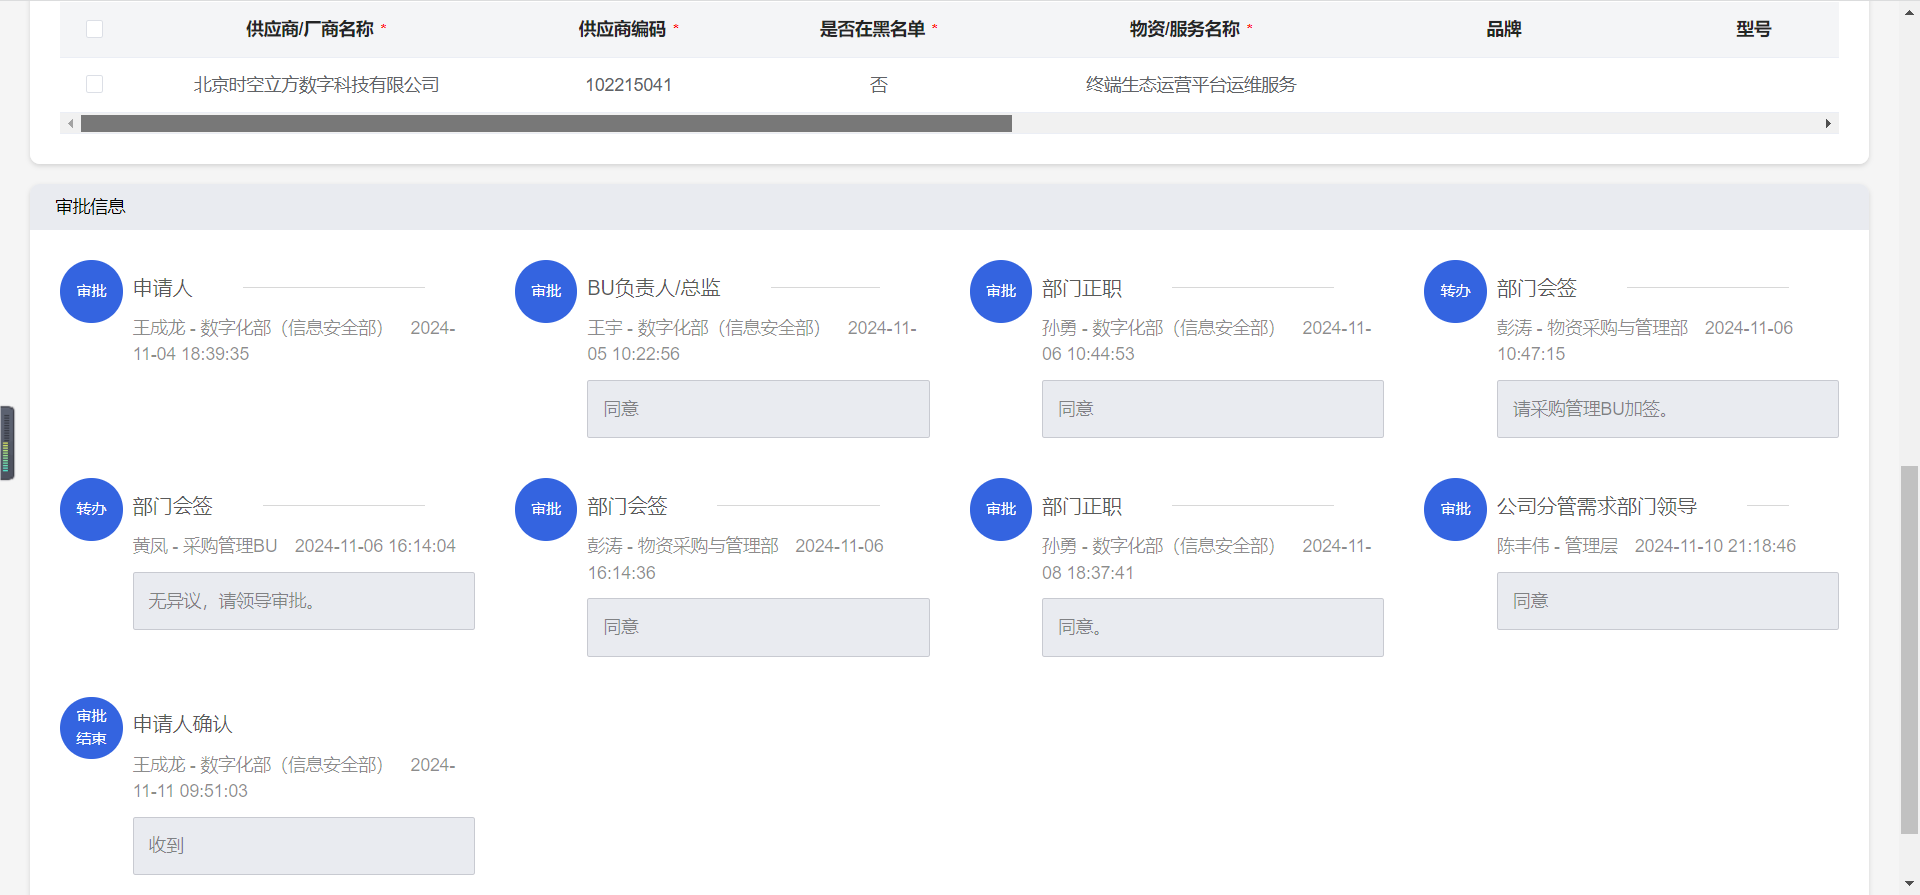 供应商/厂商名称 * 供应商编码 * 是否在黑名单 * 物资/服务名称 * 品牌 型号
北京时空立方数字科技有限公司 102215041 否 终端生态运营平台运维服务
审批信息
审批 申请人
王成龙 - 数字化部（信息安全部） 2024-
11-04 18:39:35
审批 BU负责人/总监
王宇 - 数字化部（信息安全部） 2024-11-
05 10:22:56
同意
审批 部门正职
孙勇 - 数字化部（信息安全部） 2024-11-
06 10:44:53
同意
转办 部门会签
彭涛 - 物资采购与管理部 2024-11-06
10:47:15
请采购管理BU加签。
转办 部门会签
黄凤 - 采购管理BU 2024-11-06 16:14:04
无异议，请领导审批。
审批 部门会签
彭涛 - 物资采购与管理部 2024-11-06
16:14:36
同意
审批 部门正职
孙勇 - 数字化部（信息安全部） 2024-11-
08 18:37:41
同意。
审批 公司分管需求部门领导
陈丰伟 - 管理层 2024-11-10 21:18:46
同意
审批
结束
申请人确认
王成龙 - 数字化部（信息安全部） 2024-
11-11 09:51:03
收到